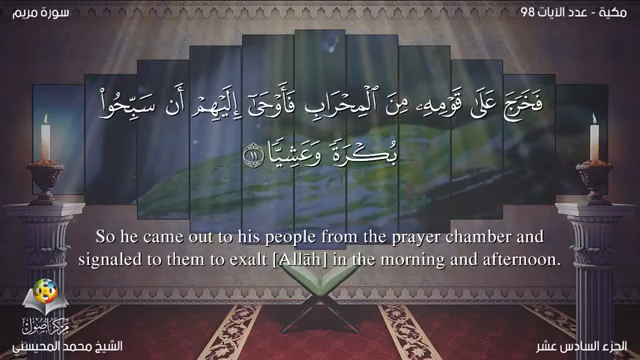 سورة مريم
مكية - عدد الآيات 98
فَخَرَجَ عَلَىٰ قَوْمِهِۦ مِنَ ٱلْمِحْرَابِ فَأَوْحَىٰٓ إِلَيْهِمْ أَن سَبِّحُوا۟
بُكْرَةً وَعَشِيًّا ١١
So he came out to his people from the prayer chamber and
signaled to them to exalt [Allāh] in the morning and afternoon.
مركز أصول
الشيخ محمد المحيسني
الجزء السادس عشر